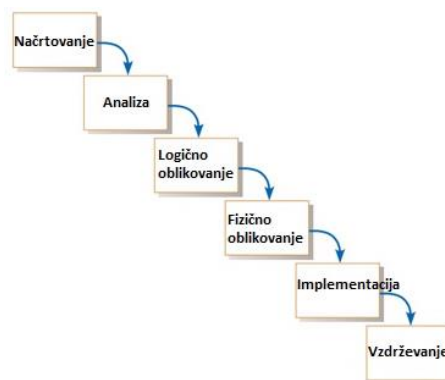 Načrtovanje
Analiza
Logično
oblikovanje
Fizično
oblikovanje
Implementacija
Vzdrževanje